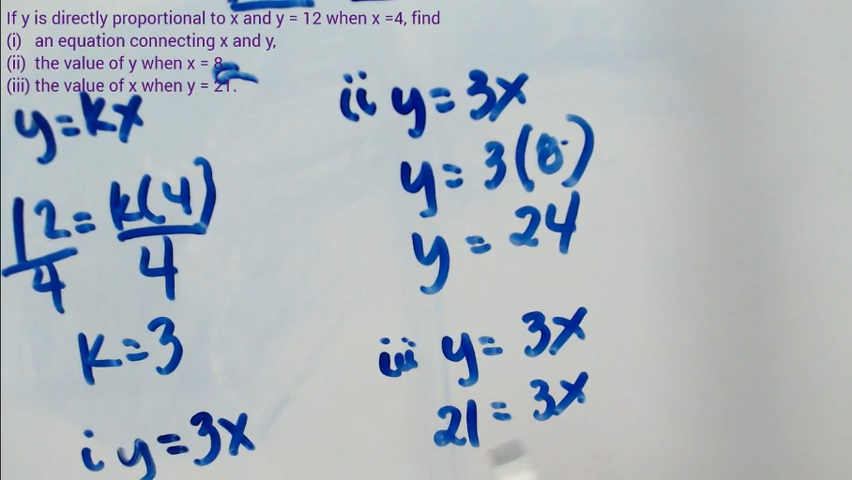 If y is directly proportional to x and y = 12 when x =4, find
(i) an equation connecting x and y,
(ii) the value of y when x = 8
(iii) the value of x when y = 21.
y=kx
12/4 = k(4)/4
k=3
i y=3x
ii y=3x
y=3(8)
y=24
iii y=3x
21=3x